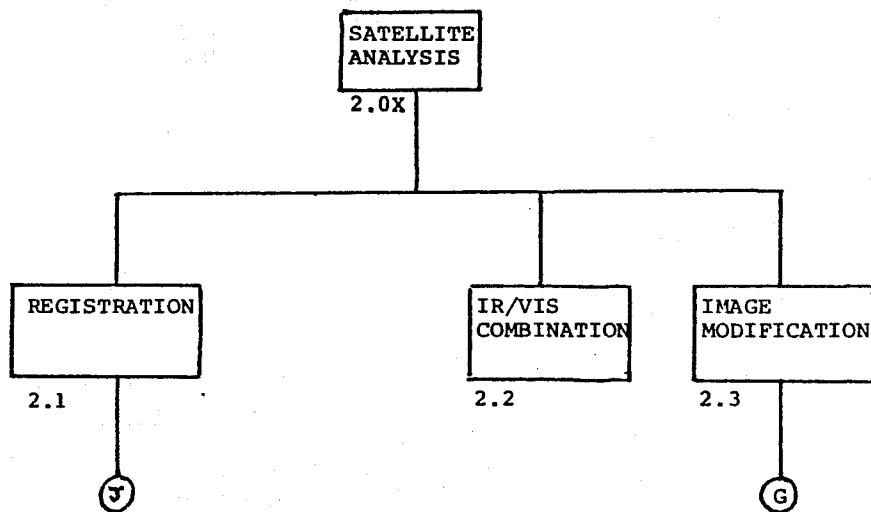 SATELLITE
ANALYSIS
2.0X
REGISTRATION
IR/VIS
COMBINATION
IMAGE
MODIFICATION
2.1
2.2
2.3
J
G